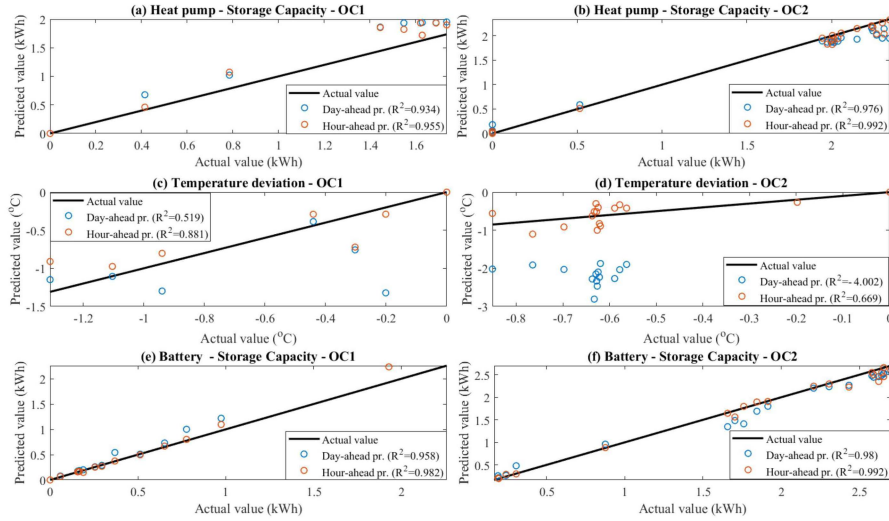 (a) Heat pump - Storage Capacity - OC1
Predicted value (kWh)
2
1.5
1
0.5
0
Actual value
Day-ahead pr. (R²=0.934)
Hour-ahead pr. (R²=0.955)
0 0.2 0.4 0.6 0.8 1 1.2 1.4 1.6
Actual value (kWh)
(b) Heat pump - Storage Capacity - OC2
Predicted value (kWh)
2
1.5
1
0.5
0
Actual value
Day-ahead pr. (R²=0.976)
Hour-ahead pr. (R²=0.992)
0 0.5 1 1.5 2
Actual value (kWh)
(c) Temperature deviation - OC1
Predicted value (°C)
0
-0.5
-1
-1.5
Actual value
Day-ahead pr. (R²=0.519)
Hour-ahead pr. (R²=0.881)
-1.2 -1 -0.8 -0.6 -0.4 -0.2 0
Actual value (°C)
(d) Temperature deviation - OC2
Predicted value (°C)
0
-1
-2
-3
Actual value
Day-ahead pr. (R²=-4.002)
Hour-ahead pr. (R²=0.669)
-0.8 -0.7 -0.6 -0.5 -0.4 -0.3 -0.2 -0.1 0
Actual value (°C)
(e) Battery - Storage Capacity - OC1
Predicted value (kWh)
2
1.5
1
0.5
0
Actual value
Day-ahead pr. (R²=0.958)
Hour-ahead pr. (R²=0.982)
0 0.5 1 1.5 2
Actual value (kWh)
(f) Battery - Storage Capacity - OC2
Predicted value (kWh)
2.5
2
1.5
1
0.5
Actual value
Day-ahead pr. (R²=0.98)
Hour-ahead pr. (R²=0.992)
0.5 1 1.5 2 2.5
Actual value (kWh)